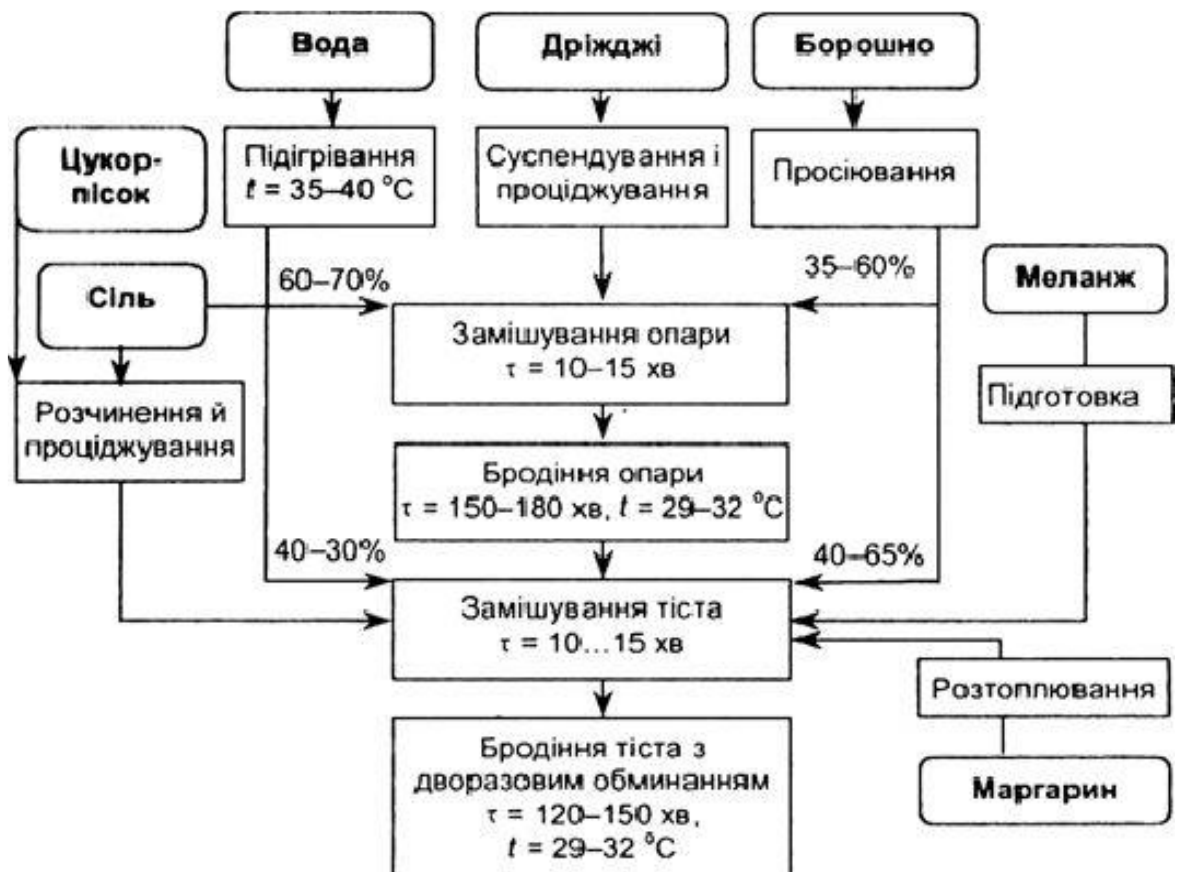 Вода
Дріжджі
Борошно
Цукор-
пісок
Підігрівання
t = 35–40 °C
Суспендування і
проціджування
Просіювання
Сіль
60–70%
35–60%
Меланж
Замішування опари
τ = 10–15 хв
Підготовка
Розчинення й
проціджування
Бродіння опари
τ = 150–180 хв, t = 29–32 °C
40–30%
40–65%
Замішування тіста
τ = 10...15 хв
Розтоплювання
Бродіння тіста з
дворазовим обминанням
τ = 120–150 хв,
t = 29–32 °C
Маргарин